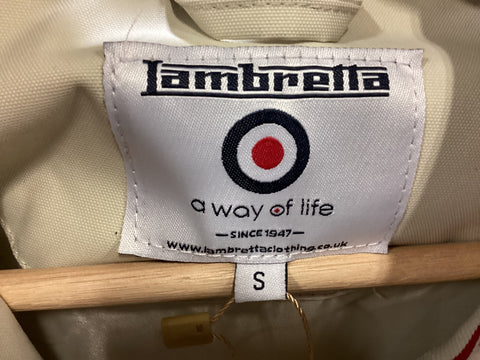 Lambretta
a way of life
SINCE 1947
www.lambrettaclothing.co.uk
S